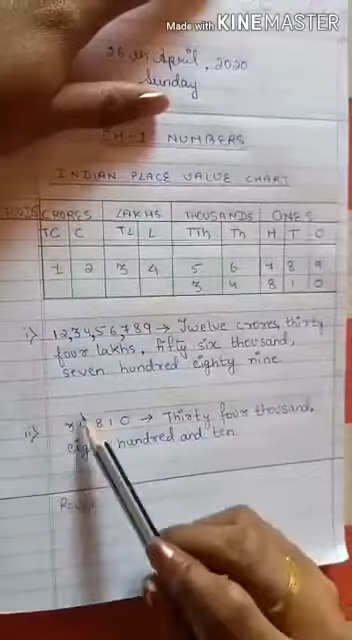 Made with KINEMASTER
26th April, 2020
Sunday
CH-1 NUMBERS
INDIAN PLACE VALUE CHART
CRORES LAKHS THOUSANDS ONES
TC C TL L TTh Th H T O
1 2 3 4 5 6 7 8 9
3 4 8 1 0
i) 12,34,56,789 → Twelve crores, thirty
four lakhs, fifty six thousand,
seven hundred eighty nine
ii) 810 → Thirty four thousand,
hundred and ten